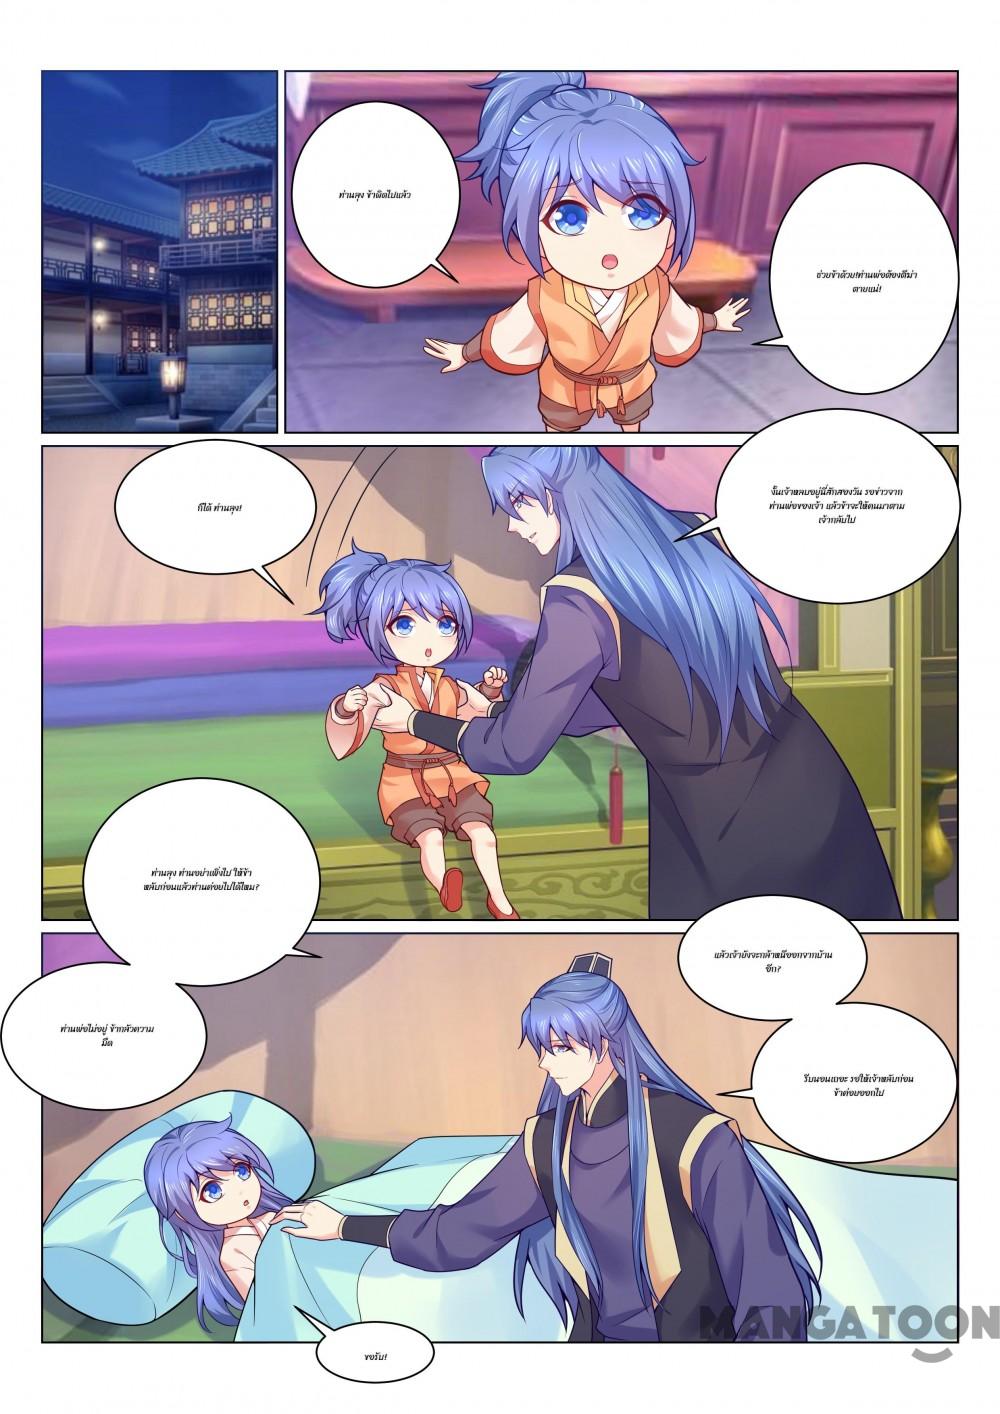 ท่านลุง ข้าผิดไปแล้ว
ช่วยข้าด้วย!ท่านพ่อต้องตีข้า
ตายแน่!
งั้นเจ้าหลบอยู่นี่สักสองวัน รอข่าวจาก
ท่านพ่อของเจ้า แล้วข้าจะให้คนมาตาม
เจ้ากลับไป
ก็ได้ ท่านลุง!
ท่านลุง ท่านอย่าเพิ่งไป ให้ข้า
หลับก่อนแล้วท่านค่อยไปได้ไหม?
ท่านพ่อไม่อยู่ ข้ากลัวความ
มืด
แล้วเจ้ายังจะกล้าหนีออกจากบ้าน
อีก?
รีบนอนเถอะ รอให้เจ้าหลับก่อน
ข้าค่อยออกไป
ขอรับ!
MANGATOON